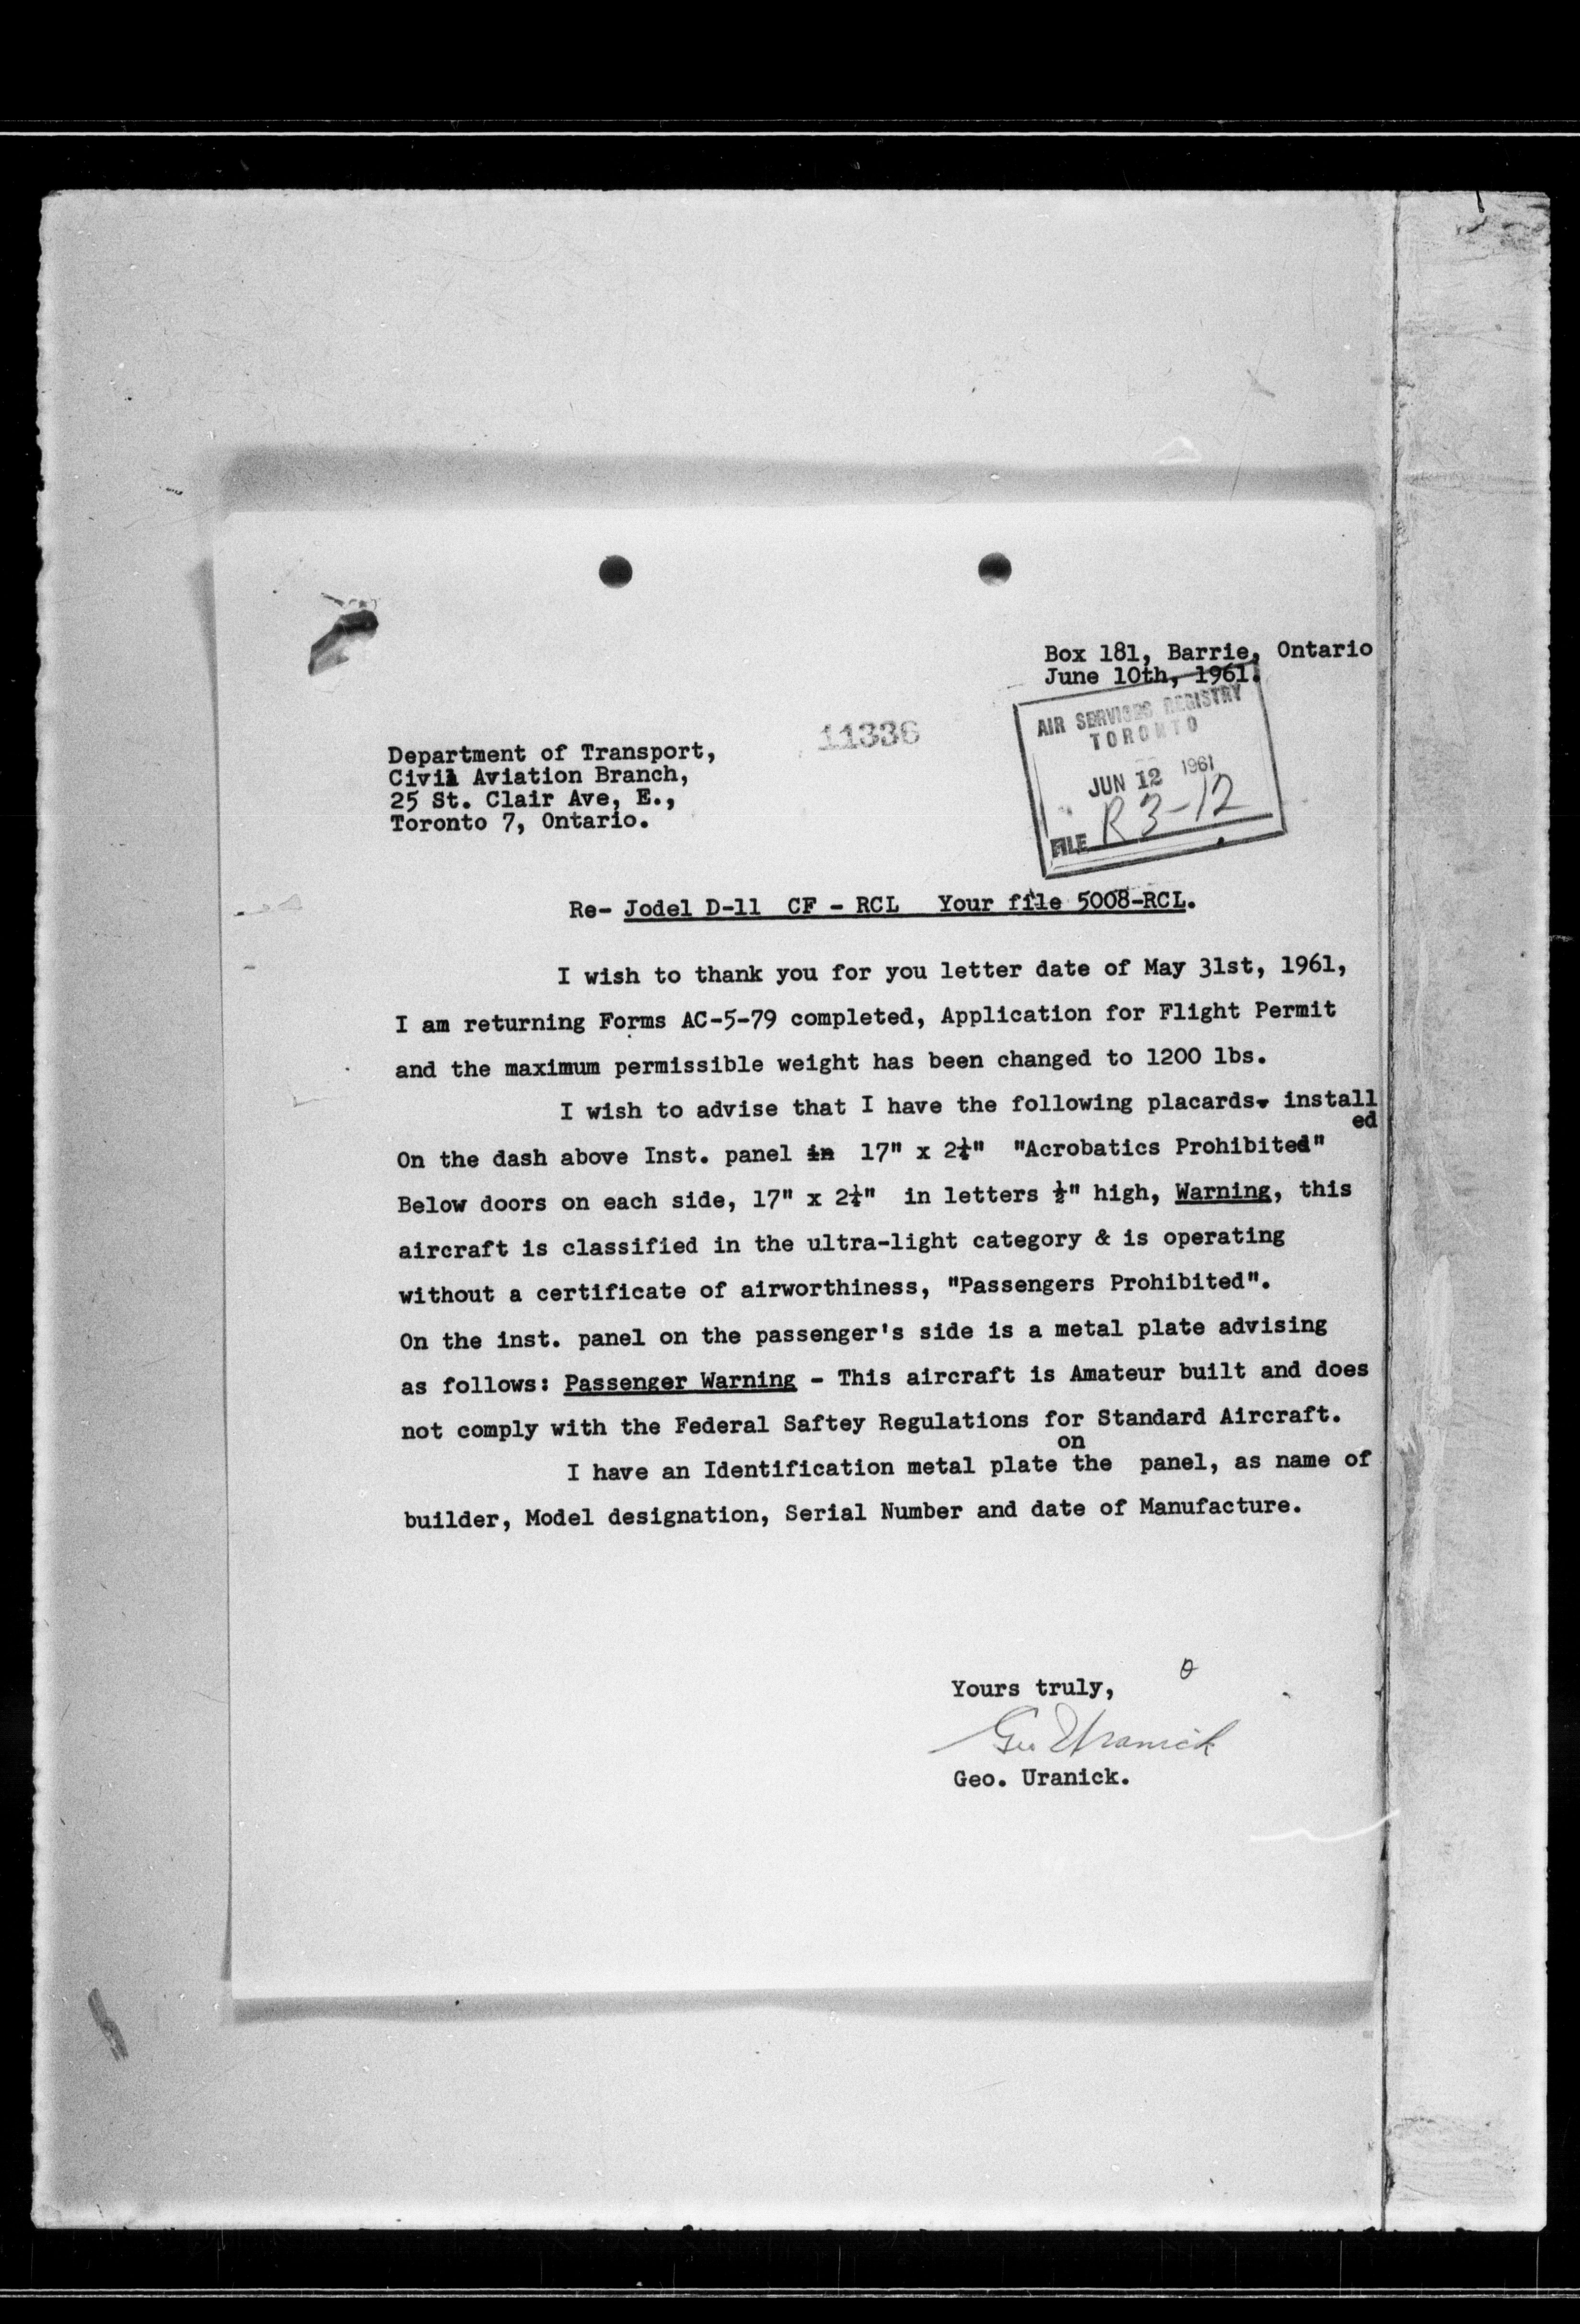 Box 181, Barrie, Ontario
June 10th, 1961.
AIR SERVICES REGISTRY
TORONTO
JUN 12 1961
FILE R3-12
11336
Department of Transport,
Civil Aviation Branch,
25 St. Clair Ave, E.,
Toronto 7, Ontario.
Re- Jodel D-11 CF - RCL Your file 5008-RCL.
I wish to thank you for you letter date of May 31st, 1961,
I am returning Forms AC-5-79 completed, Application for Flight Permit
and the maximum permissible weight has been changed to 1200 lbs.
I wish to advise that I have the following placards. install
ed
On the dash above Inst. panel in 17" x 2¼" "Acrobatics Prohibited"
Below doors on each side, 17" x 2¼" in letters ½" high, Warning, this
aircraft is classified in the ultra-light category & is operating
without a certificate of airworthiness, "Passengers Prohibited".
On the inst. panel on the passenger's side is a metal plate advising
as follows: Passenger Warning - This aircraft is Amateur built and does
not comply with the Federal Saftey Regulations for Standard Aircraft.
on
I have an Identification metal plate the panel, as name of
builder, Model designation, Serial Number and date of Manufacture.
Yours truly,
Geo Uranick
Geo. Uranick.